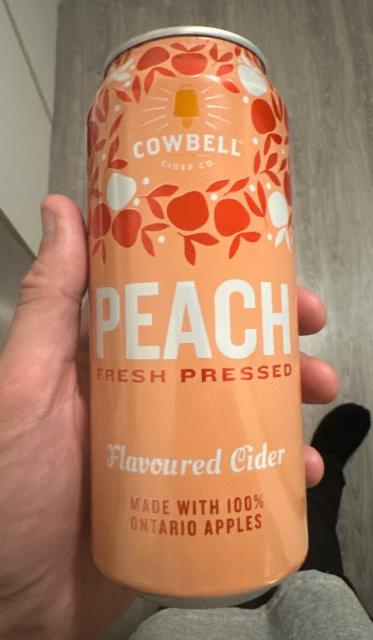 COWBELL
CIDER CO.
PEACH
FRESH PRESSED
Flavoured Cider
MADE WITH 100%
ONTARIO APPLES